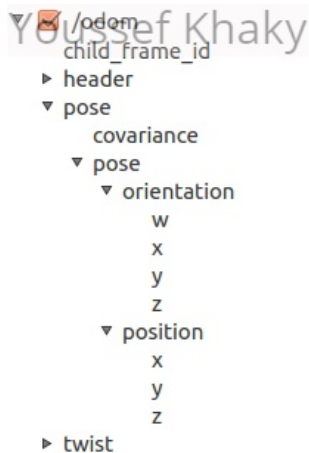 /odom
Youssef Khaky
child_frame_id
header
pose
covariance
pose
orientation
w
x
y
z
position
x
y
z
twist